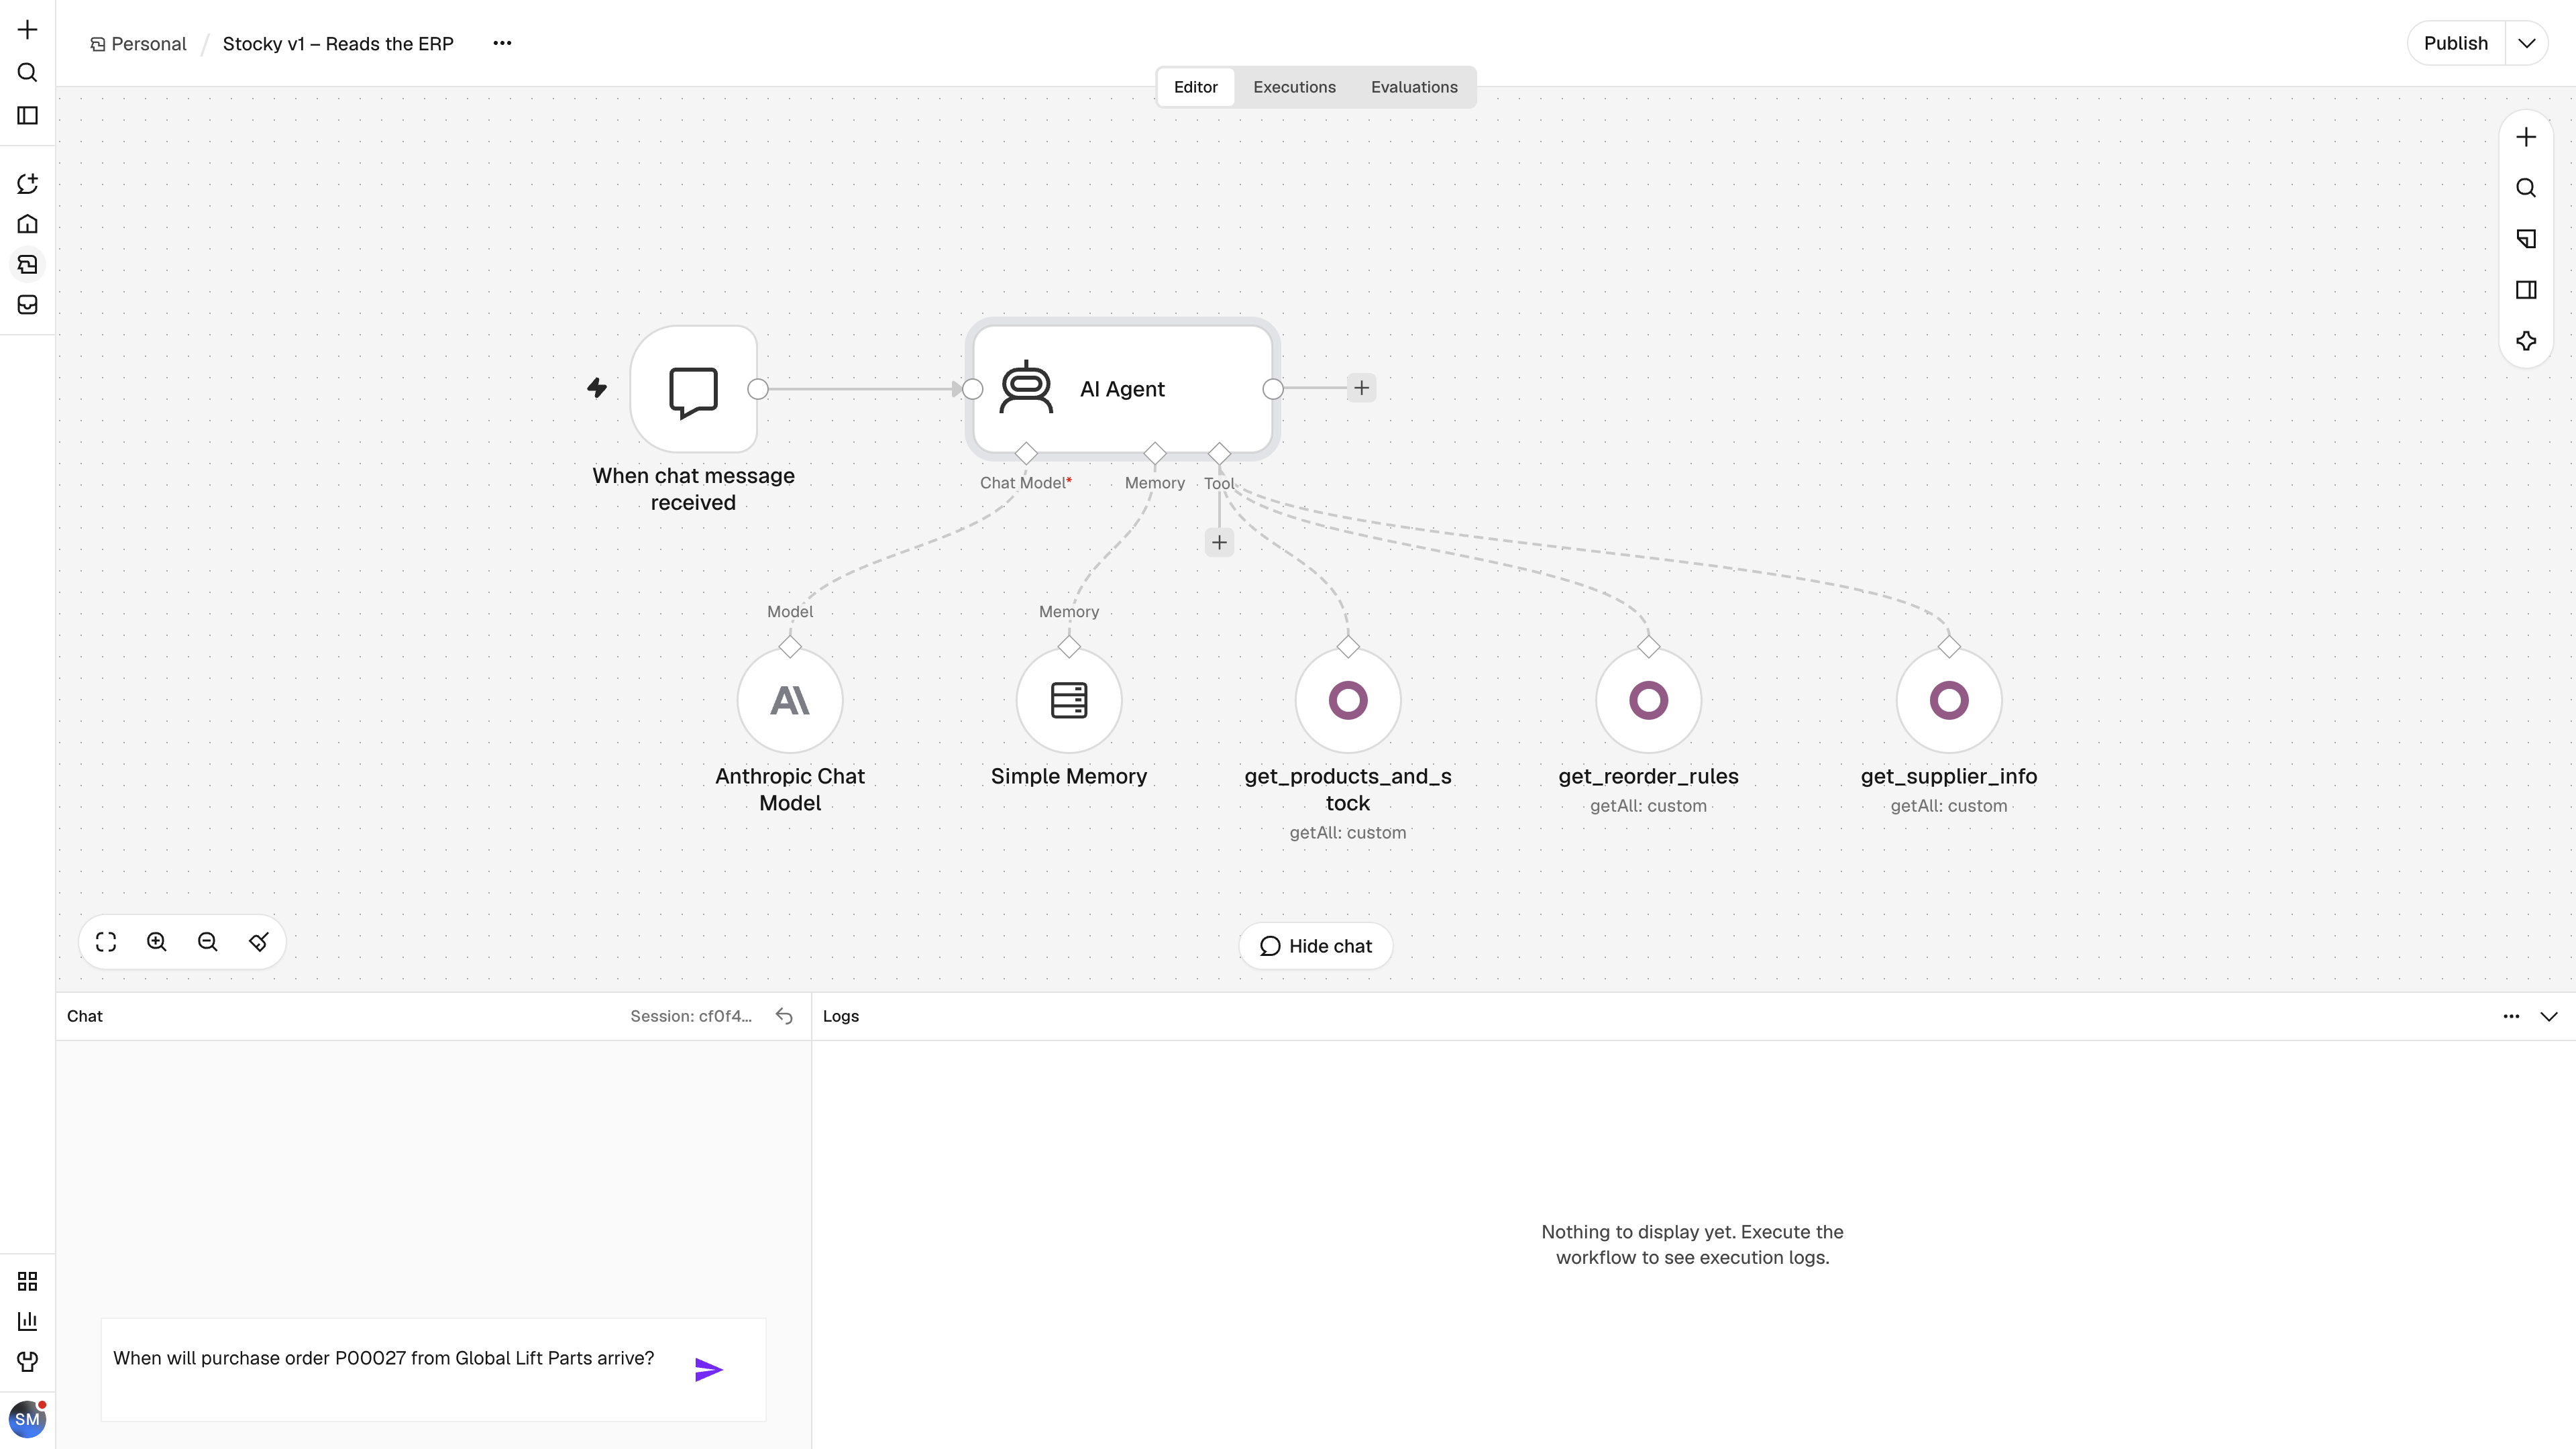 Personal / Stocky v1 – Reads the ERP
Publish
Editor Executions Evaluations
AI Agent
When chat message
received
Chat Model* Memory Tool
Model Memory
Anthropic Chat
Model
Simple Memory
get_products_and_s
tock
getAll: custom
get_reorder_rules
getAll: custom
get_supplier_info
getAll: custom
Hide chat
Chat Session: cf0f4...
Logs
Nothing to display yet. Execute the
workflow to see execution logs.
When will purchase order P00027 from Global Lift Parts arrive?
SM